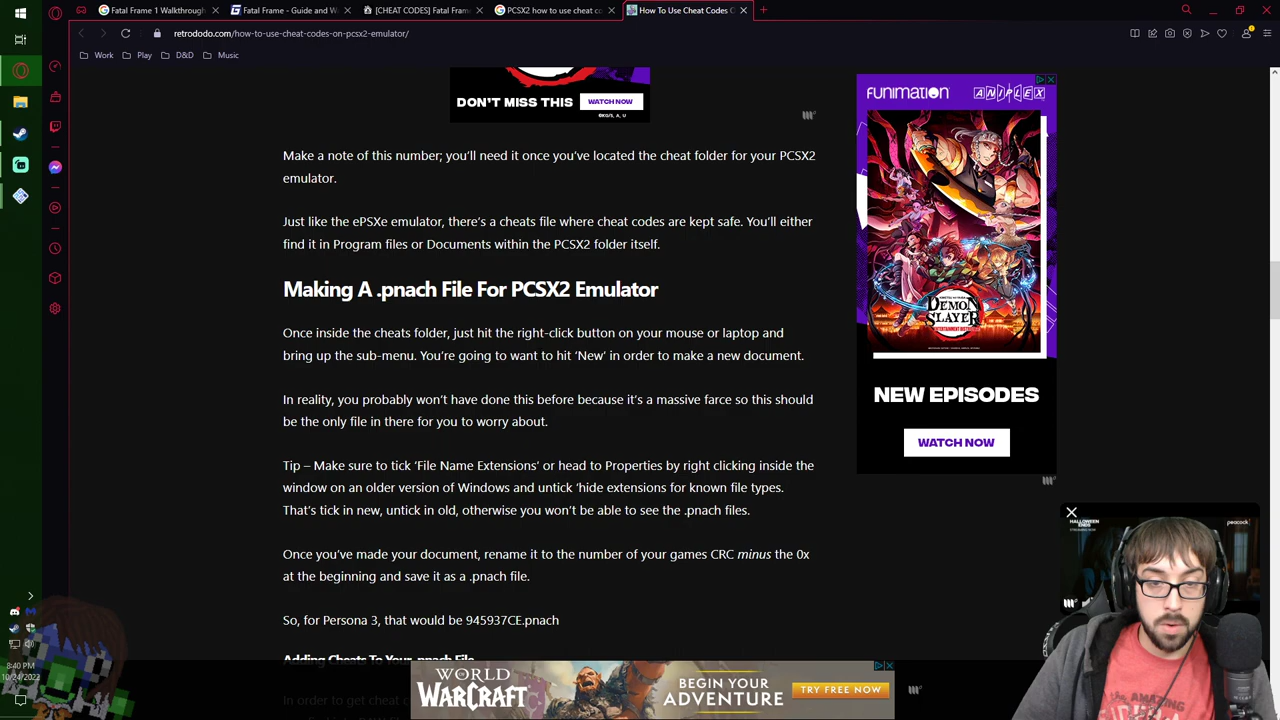 Fatal Frame 1 Walkthrough
Fatal Frame - Guide and W
[CHEAT CODES] Fatal Frame
PCSX2 how to use cheat co
How To Use Cheat Codes O
retrododo.com/how-to-use-cheat-codes-on-pcsx2-emulator/
Work
Play
D&D
Music
DON'T MISS THIS
WATCH NOW
©KG/S, A, U
Make a note of this number; you'll need it once you've located the cheat folder for your PCSX2
emulator.
Just like the ePSXe emulator, there's a cheats file where cheat codes are kept safe. You'll either
find it in Program files or Documents within the PCSX2 folder itself.
Making A .pnach File For PCSX2 Emulator
Once inside the cheats folder, just hit the right-click button on your mouse or laptop and
bring up the sub-menu. You're going to want to hit 'New' in order to make a new document.
In reality, you probably won't have done this before because it's a massive farce so this should
be the only file in there for you to worry about.
Tip – Make sure to tick 'File Name Extensions' or head to Properties by right clicking inside the
window on an older version of Windows and untick 'hide extensions for known file types.
That's tick in new, untick in old, otherwise you won't be able to see the .pnach files.
Once you've made your document, rename it to the number of your games CRC minus the 0x
at the beginning and save it as a .pnach file.
So, for Persona 3, that would be 945937CE.pnach
Adding Cheats To Your .pnach File
In order to get cheat c
FUNIMATION
ANIPLEX
DEMON
SLAYER
ENTERTAINMENT DISTRICT ARC
NEW EPISODES
WATCH NOW
HALLOWEEN
ENDS
peacock
THE AMAZING
WORLD
WARCRAFT
BEGIN YOUR
ADVENTURE
TRY FREE NOW
8:40 PM
10/24/2022